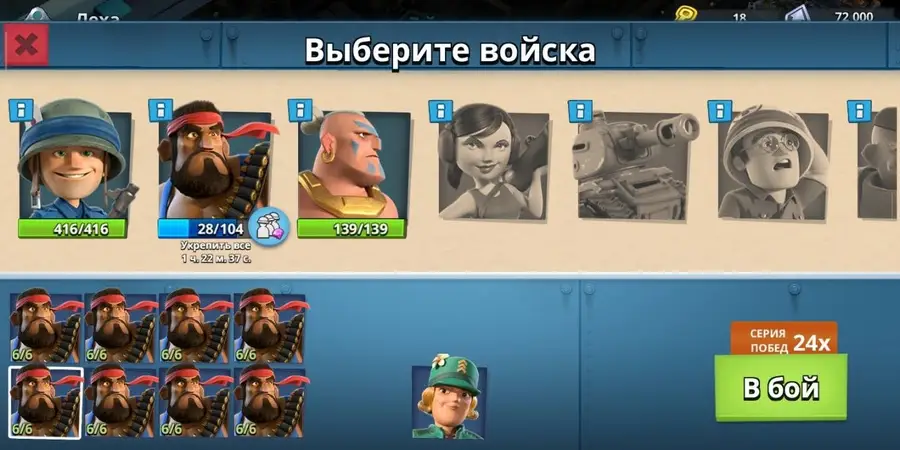 Леха
18
72 000
Выберите войска
416/416
28/104
139/139
Укрепить все
1 ч. 22 м. 37 с.
6/6
6/6
6/6
6/6
СЕРИЯ
ПОБЕД 24x
6/6
6/6
6/6
6/6
В бой